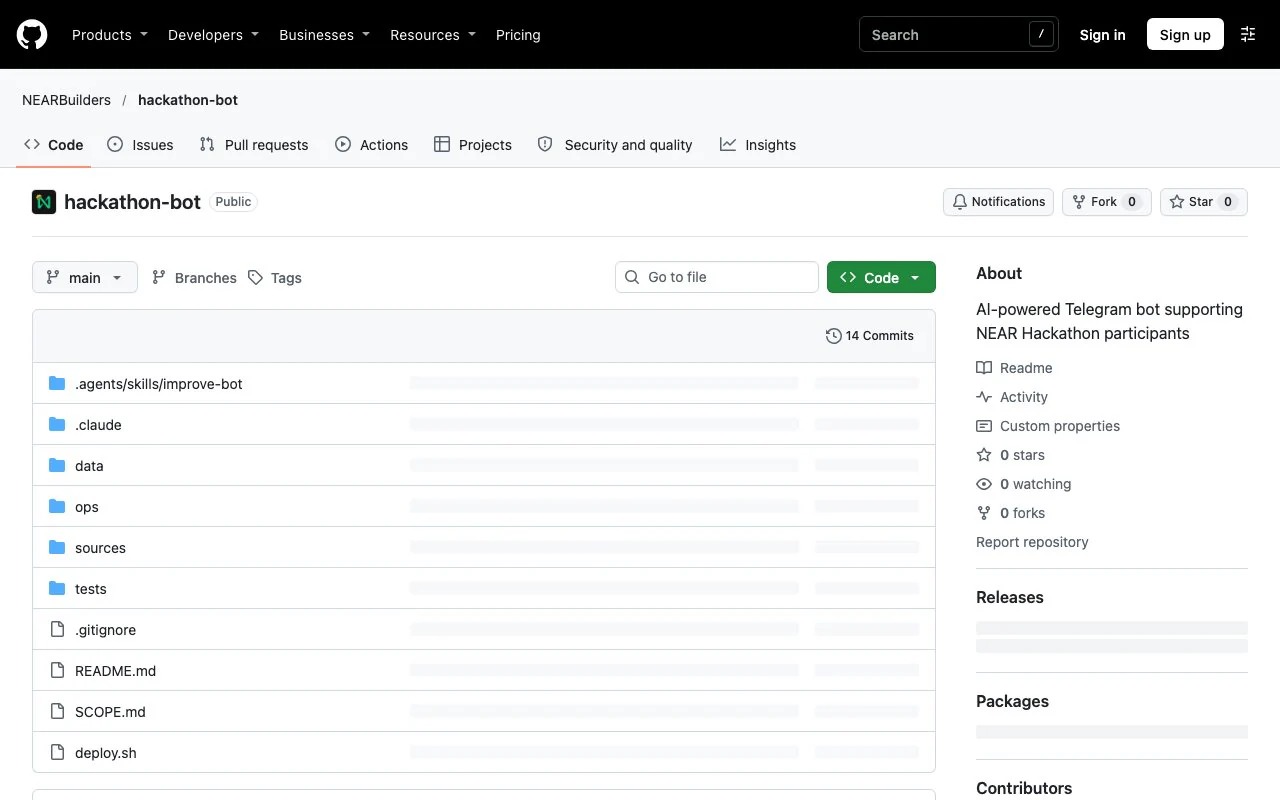 Products Developers Businesses Resources Pricing Search / Sign in Sign up
NEARBuilders / hackathon-bot
Code Issues Pull requests Actions Projects Security and quality Insights
hackathon-bot Public Notifications Fork 0 Star 0
main Branches Tags Go to file Code
14 Commits
.agents/skills/improve-bot
.claude
data
ops
sources
tests
.gitignore
README.md
SCOPE.md
deploy.sh
About
AI-powered Telegram bot supporting
NEAR Hackathon participants
Readme
Activity
Custom properties
0 stars
0 watching
0 forks
Report repository
Releases
Packages
Contributors